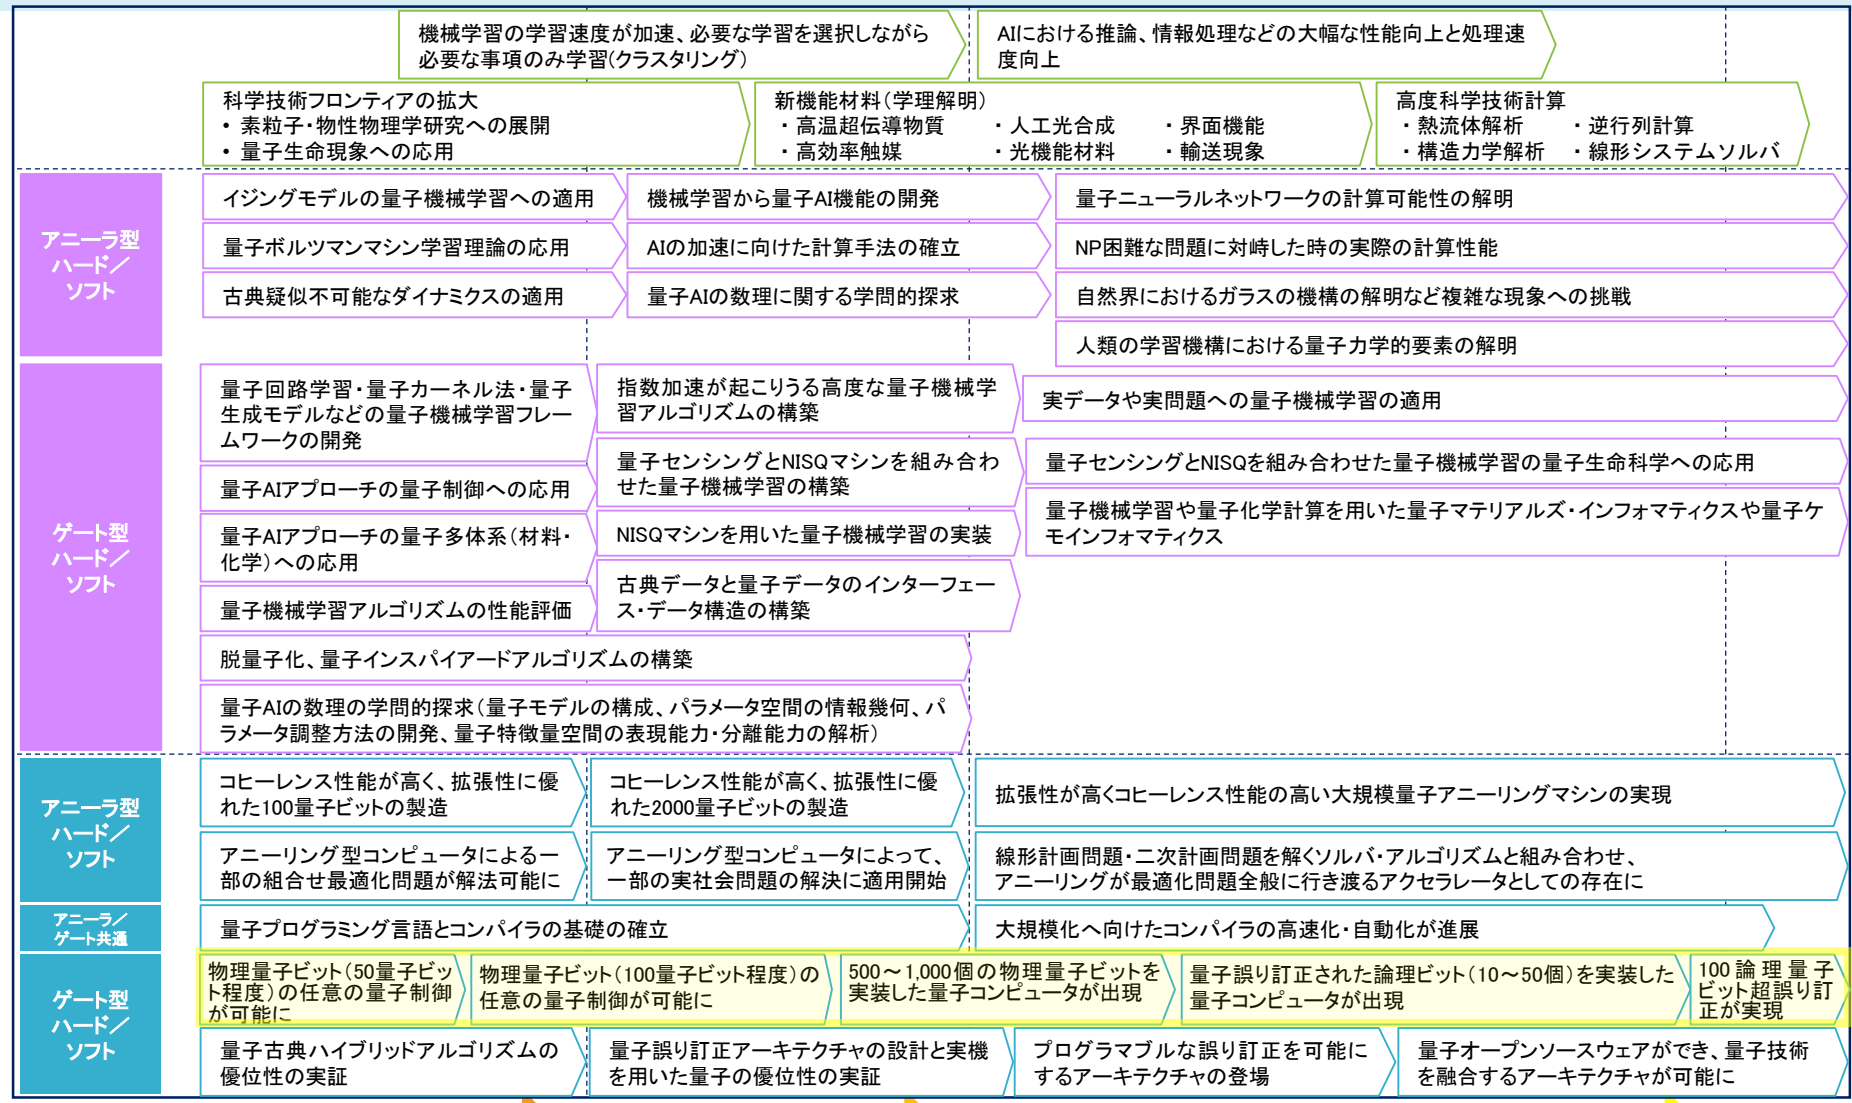 機械学習の学習速度が加速、必要な学習を選択しながら
必要な事項のみ学習(クラスタリング)
AIにおける推論、情報処理などの大幅な性能向上と処理速
度向上
科学技術フロンティアの拡大
• 素粒子・物性物理学研究への展開
• 量子生命現象への応用
新機能材料(学理解明)
・高温超伝導物質 ・人工光合成 ・界面機能
・高効率触媒 ・光機能材料 ・輸送現象
高度科学技術計算
・熱流体解析 ・逆行列計算
・構造力学解析 ・線形システムソルバ
アニーラ型
ハード/
ソフト
イジングモデルの量子機械学習への適用
機械学習から量子AI機能の開発
量子ニューラルネットワークの計算可能性の解明
量子ボルツマンマシン学習理論の応用
AIの加速に向けた計算手法の確立
NP困難な問題に対峙した時の実際の計算性能
古典疑似不可能なダイナミクスの適用
量子AIの数理に関する学問的探求
自然界におけるガラスの機構の解明など複雑な現象への挑戦
人類の学習機構における量子力学的要素の解明
ゲート型
ハード/
ソフト
量子回路学習・量子カーネル法・量子
生成モデルなどの量子機械学習フレー
ムワークの開発
指数加速が起こりうる高度な量子機械学
習アルゴリズムの構築
実データや実問題への量子機械学習の適用
量子AIアプローチの量子制御への応用
量子センシングとNISQマシンを組み合わ
せた量子機械学習の構築
量子センシングとNISQを組み合わせた量子機械学習の量子生命科学への応用
量子AIアプローチの量子多体系(材料・
化学)への応用
NISQマシンを用いた量子機械学習の実装
量子機械学習や量子化学計算を用いた量子マテリアルズ・インフォマティクスや量子ケ
モインフォマティクス
量子機械学習アルゴリズムの性能評価
古典データと量子データのインターフェー
ス・データ構造の構築
脱量子化、量子インスパイアードアルゴリズムの構築
量子AIの数理の学問的探求(量子モデルの構成、パラメータ空間の情報幾何、パ
ラメータ調整方法の開発、量子特徴量空間の表現能力・分離能力の解析)
アニーラ型
ハード/
ソフト
コヒーレンス性能が高く、拡張性に優
れた100量子ビットの製造
コヒーレンス性能が高く、拡張性に優
れた2000量子ビットの製造
拡張性が高くコヒーレンス性能の高い大規模量子アニーリングマシンの実現
アニーリング型コンピュータによる一
部の組合せ最適化問題が解法可能に
アニーリング型コンピュータによって、
一部の実社会問題の解決に適用開始
線形計画問題・二次計画問題を解くソルバ・アルゴリズムと組み合わせ、
アニーリングが最適化問題全般に行き渡るアクセラレータとしての存在に
アニーラ/
ゲート共通
量子プログラミング言語とコンパイラの基礎の確立
大規模化へ向けたコンパイラの高速化・自動化が進展
ゲート型
ハード/
ソフト
物理量子ビット(50量子ビッ
ト程度)の任意の量子制御
が可能に
物理量子ビット(100量子ビット程度)の
任意の量子制御が可能に
500~1,000個の物理量子ビットを
実装した量子コンピュータが出現
量子誤り訂正された論理ビット(10~50個)を実装した
量子コンピュータが出現
100論理量子
ビット超誤り訂
正が実現
量子古典ハイブリッドアルゴリズムの
優位性の実証
量子誤り訂正アーキテクチャの設計と実機
を用いた量子の優位性の実証
プログラマブルな誤り訂正を可能に
するアーキテクチャの登場
量子オープンソースウェアができ、量子技術
を融合するアーキテクチャが可能に